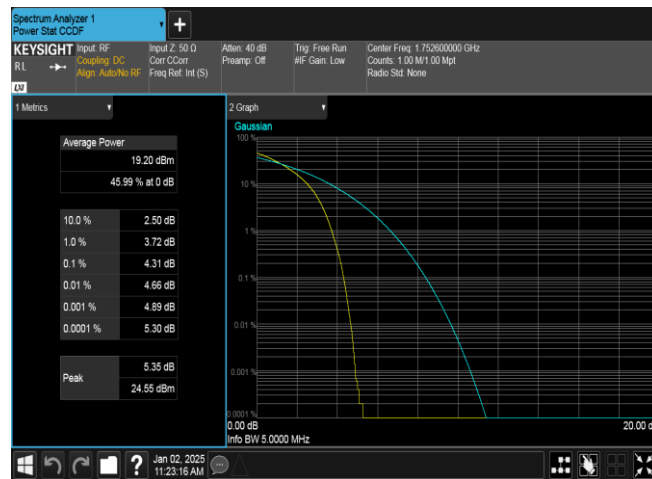 Spectrum Analyzer 1
Power Stat CCDF
+
KEYSIGHT
RL
LXI
Input: RF
Coupling: DC
Align: Auto/No RF
Input Z: 50 Ω
Corr CCorr
Freq Ref: Int (S)
Atten: 40 dB
Preamp: Off
Trig: Free Run
#IF Gain: Low
Center Freq: 1.752600000 GHz
Counts: 1.00 M/1.00 Mpt
Radio Std: None
1 Metrics
Average Power
19.20 dBm
45.99 % at 0 dB
10.0 % 2.50 dB
1.0 % 3.72 dB
0.1 % 4.31 dB
0.01 % 4.66 dB
0.001 % 4.89 dB
0.0001 % 5.30 dB
Peak
5.35 dB
24.55 dBm
2 Graph
Gaussian
100 %
10 %
1 %
0.1 %
0.01 %
0.001 %
0.0001 %
0.00 dB
20.00 d
Info BW 5.0000 MHz
?
Jan 02, 2025
11:23:16 AM